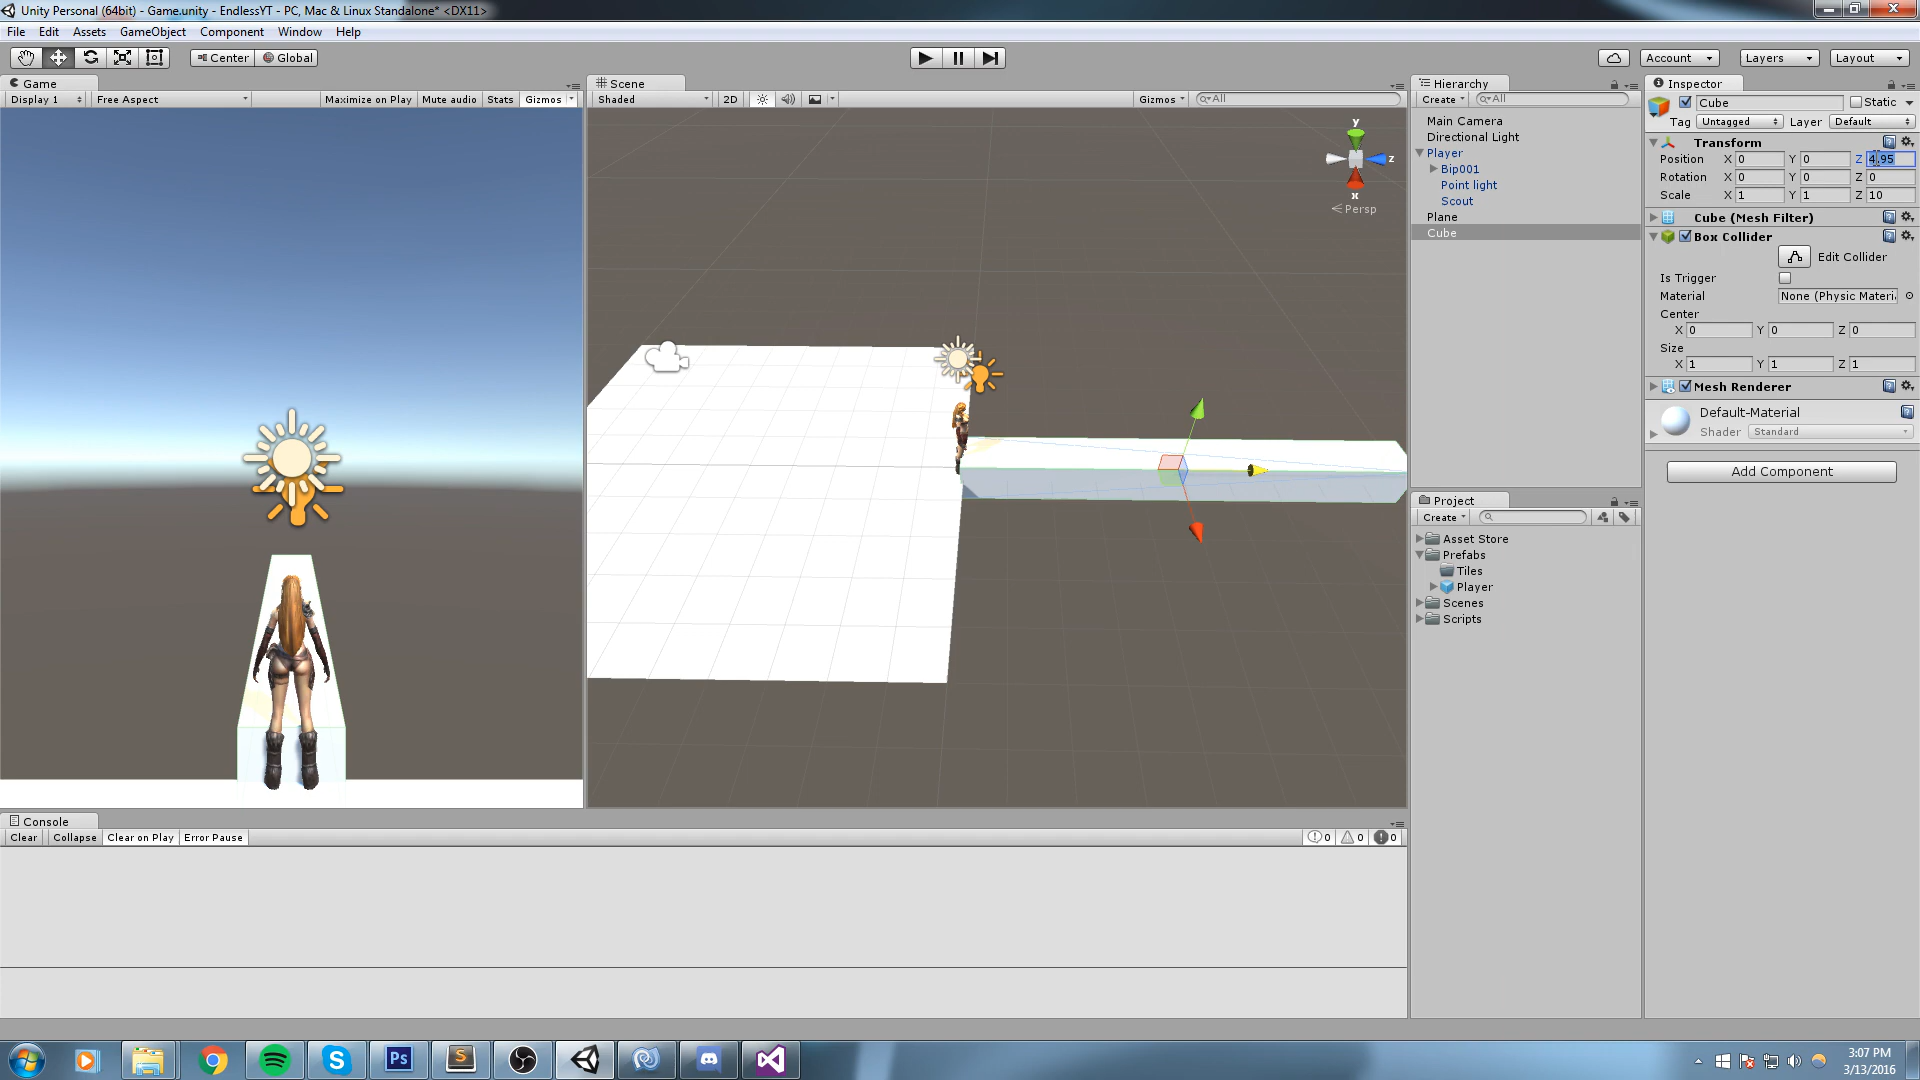 Unity Personal (64bit) - Game.unity - EndlessYT - PC, Mac & Linux Standalone* <DX11>
File Edit Assets GameObject Component Window Help
Center Global
Account Layers Layout
Game
Display 1 Free Aspect Maximize on Play Mute audio Stats Gizmos
Scene
Shaded 2D Gizmos All
y
z
x
Persp
Hierarchy
Create All
Main Camera
Directional Light
Player
Bip001
Point light
Scout
Plane
Cube
Inspector
Cube Static
Tag Untagged Layer Default
Transform
Position X 0 Y 0 Z 4.95
Rotation X 0 Y 0 Z 0
Scale X 1 Y 1 Z 10
Cube (Mesh Filter)
Box Collider
Edit Collider
Is Trigger
Material None (Physic Materi
Center
X 0 Y 0 Z 0
Size
X 1 Y 1 Z 1
Mesh Renderer
Default-Material
Shader Standard
Add Component
Project
Create
Asset Store
Prefabs
Tiles
Player
Scenes
Scripts
Console
Clear Collapse Clear on Play Error Pause 0 0 0
Ps
S
3:07 PM
3/13/2016